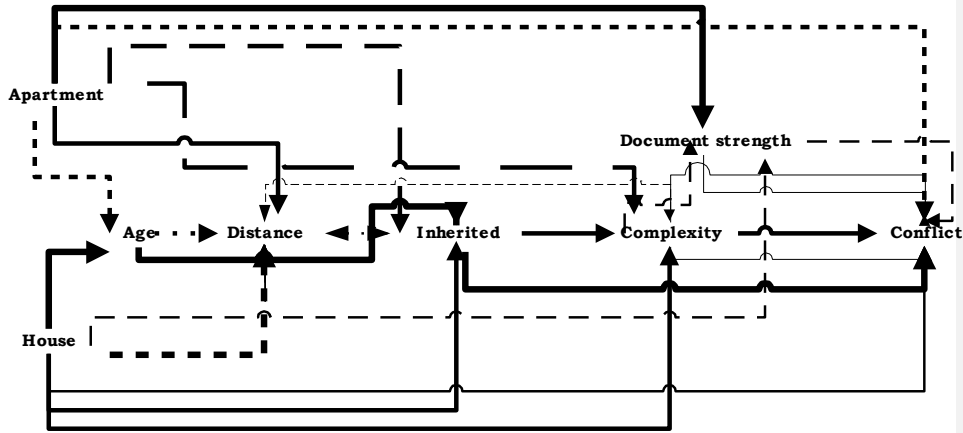 Apartment
Document strength
Age
Distance
Inherited
Complexity
Conflict
House